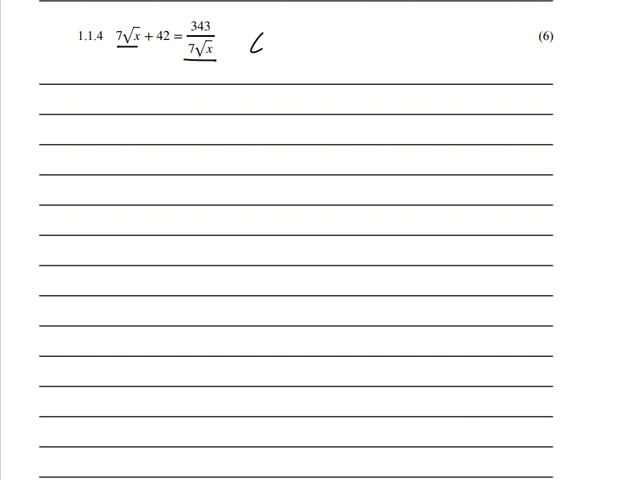 1.1.4 7√x + 42 = 343/7√x (6)